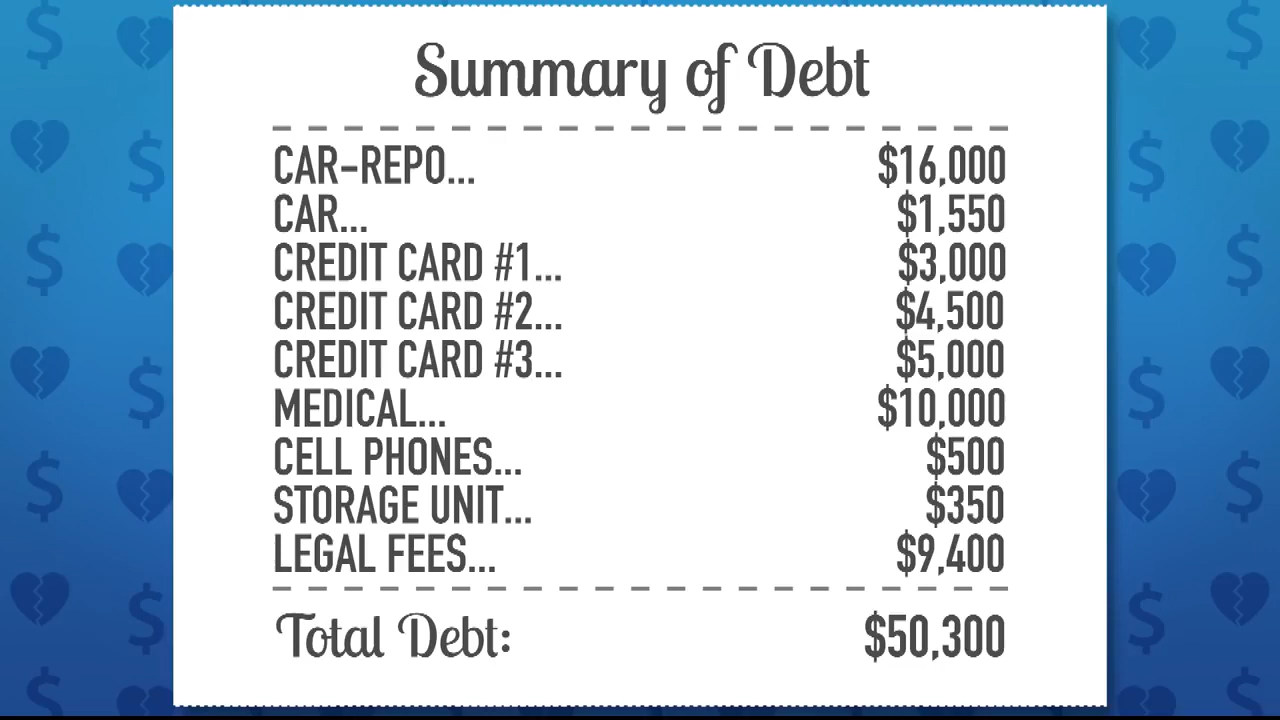 Summary of Debt
CAR-REPO... $16,000
CAR... $1,550
CREDIT CARD #1... $3,000
CREDIT CARD #2... $4,500
CREDIT CARD #3... $5,000
MEDICAL... $10,000
CELL PHONES... $500
STORAGE UNIT... $350
LEGAL FEES... $9,400
Total Debt: $50,300